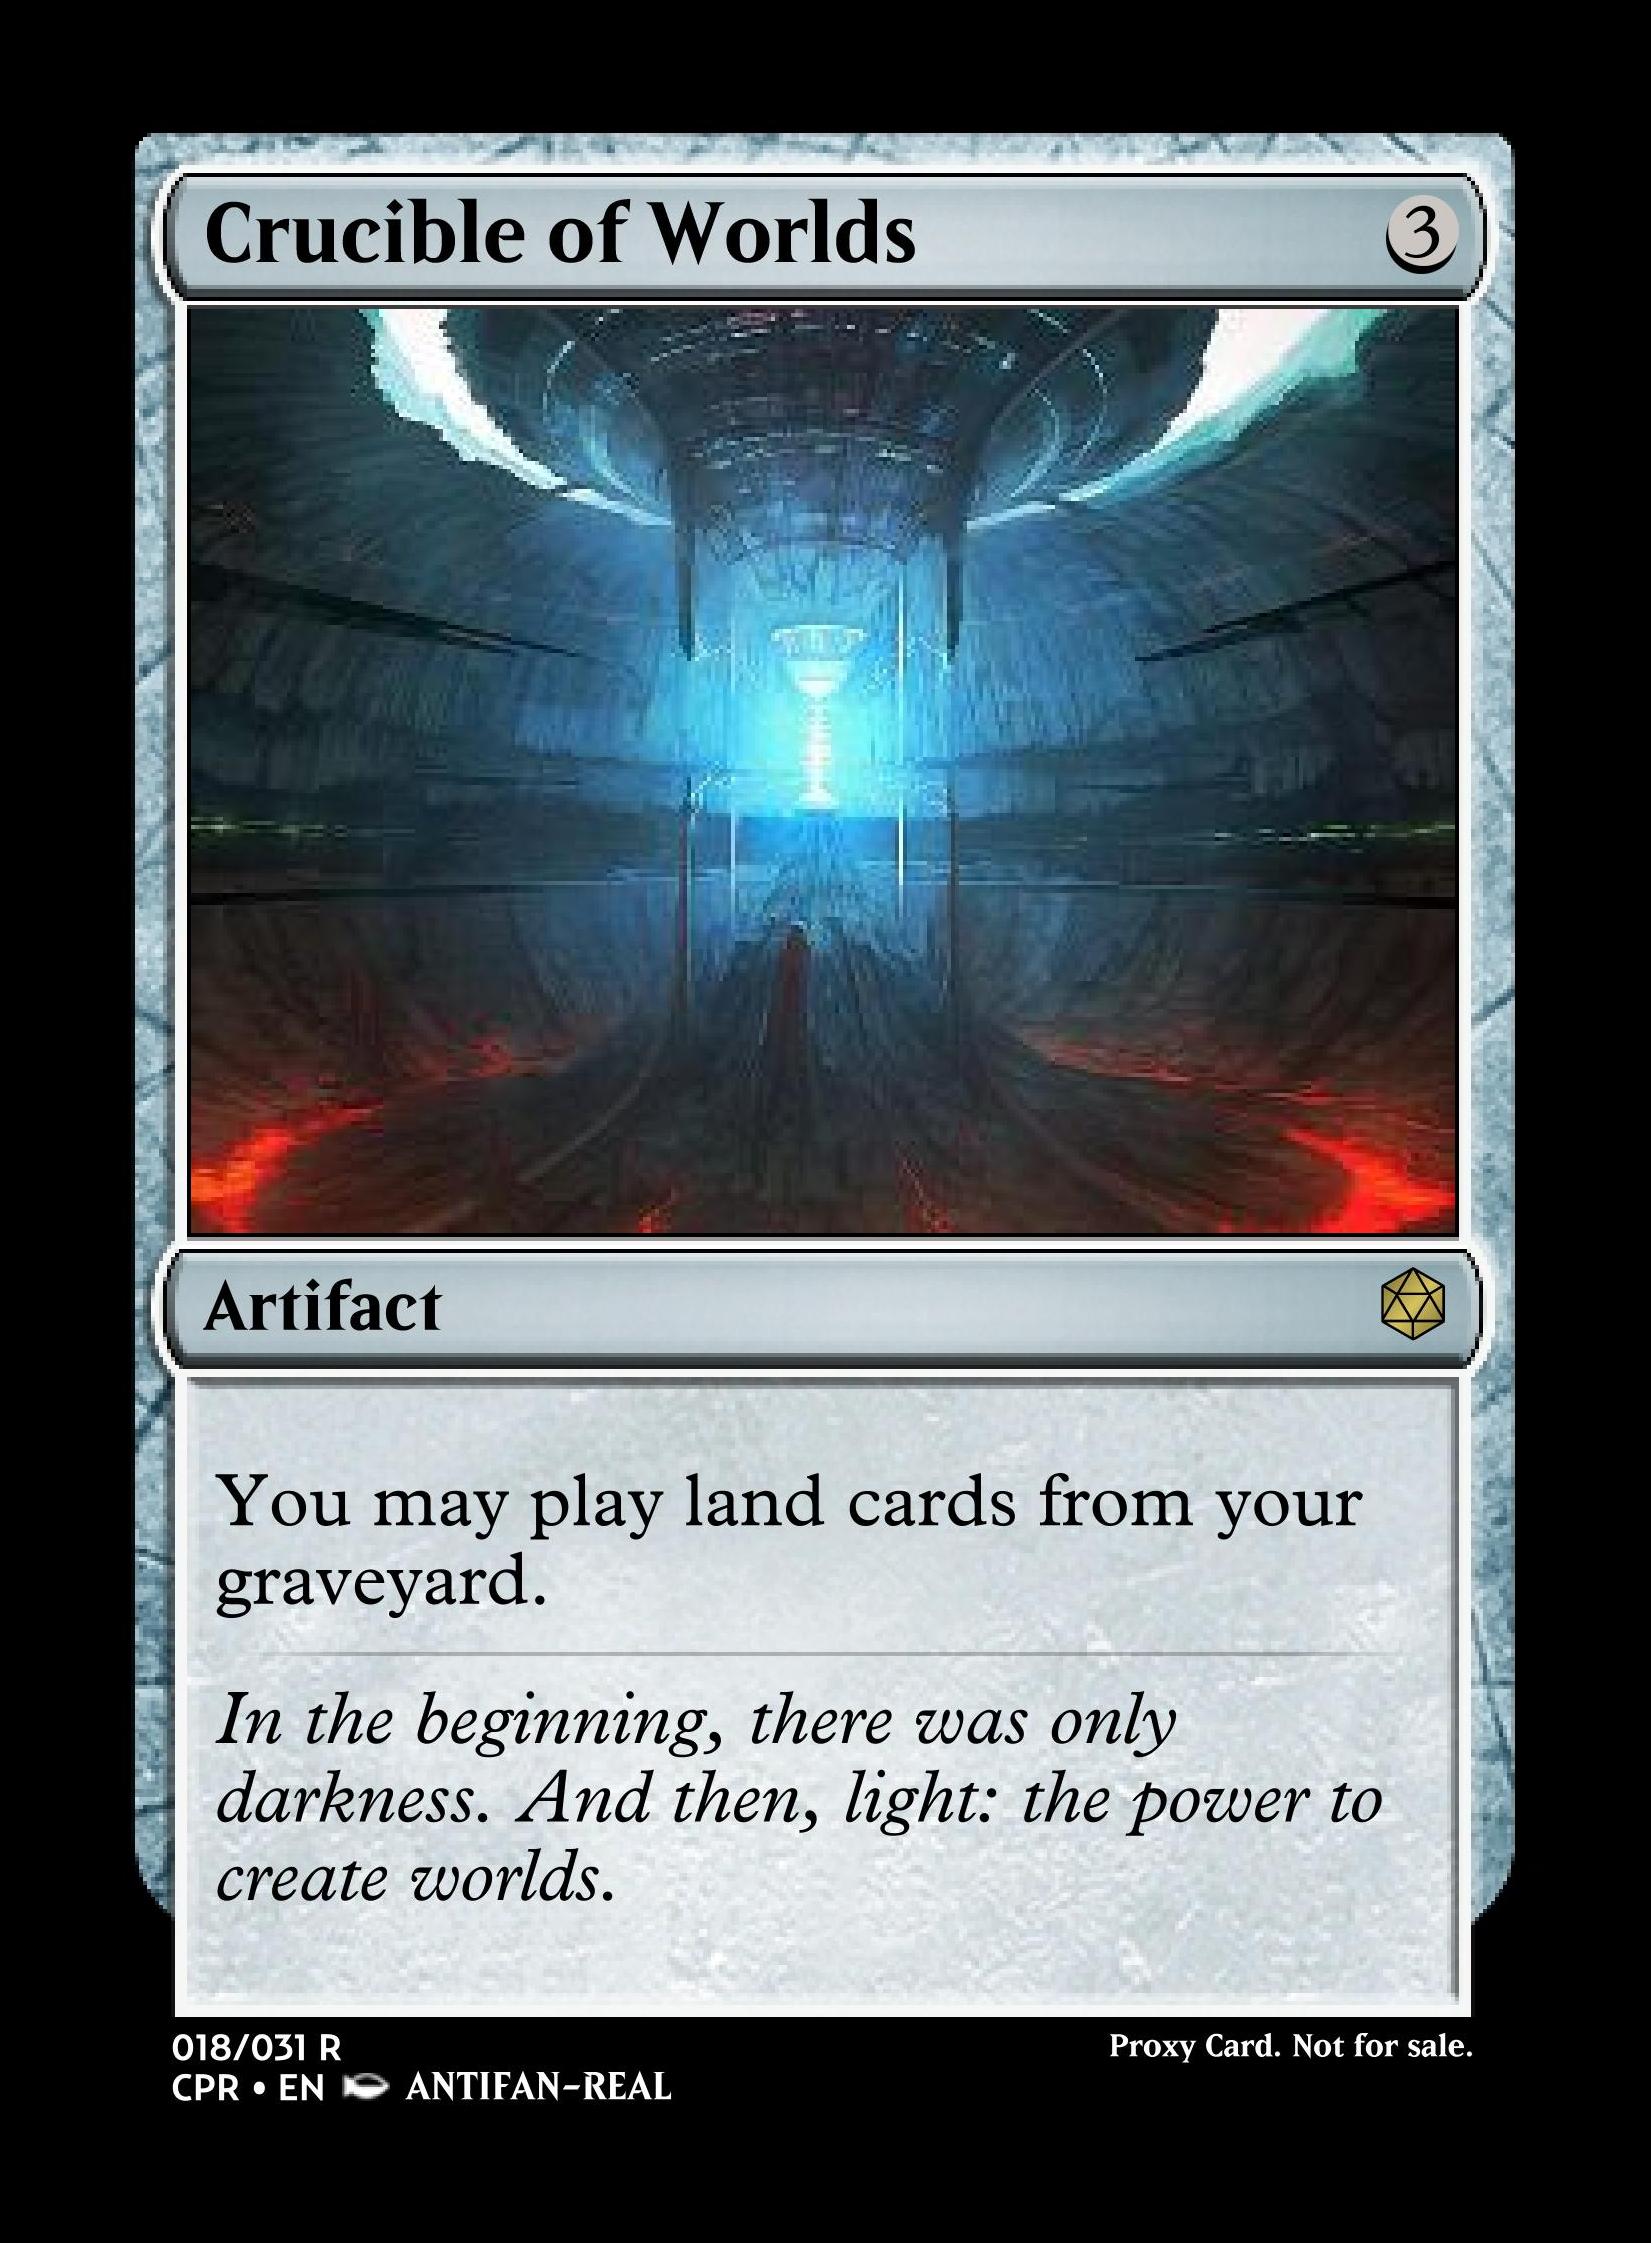 Crucible of Worlds
3
Artifact
You may play land cards from your
graveyard.
In the beginning, there was only
darkness. And then, light: the power to
create worlds.
018/031 R
Proxy Card. Not for sale.
CPR • EN ANTIFAN-REAL